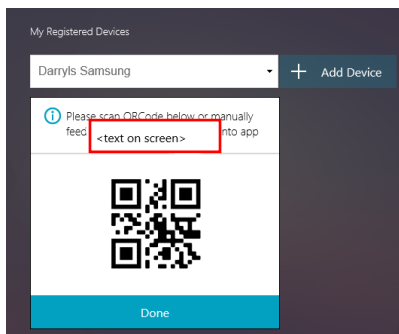 My Registered Devices
Darryls Samsung
Add Device
Please scan QRCode below or manually
feed <text on screen> nto app
Done